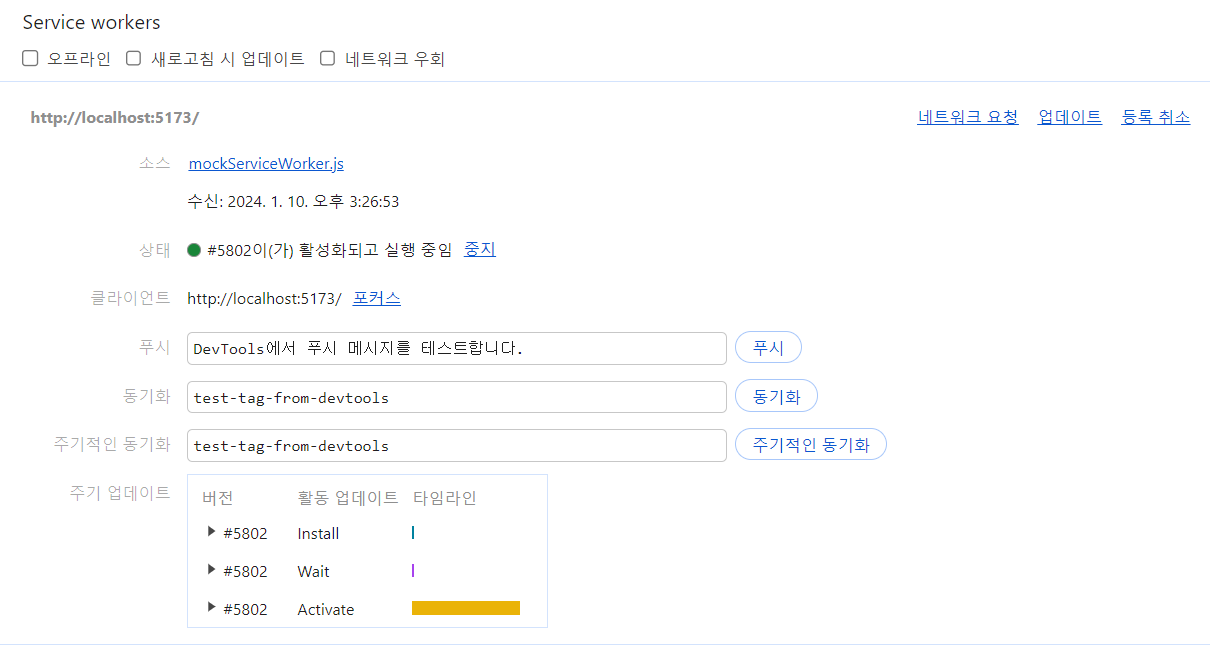 Service workers
오프라인 새로고침 시 업데이트 네트워크 우회
http://localhost:5173/ 네트워크 요청 업데이트 등록 취소
소스 mockServiceWorker.js
수신: 2024. 1. 10. 오후 3:26:53
상태 #5802이(가) 활성화되고 실행 중임 중지
클라이언트 http://localhost:5173/ 포커스
푸시 DevTools에서 푸시 메시지를 테스트합니다. 푸시
동기화 test-tag-from-devtools 동기화
주기적인 동기화 test-tag-from-devtools 주기적인 동기화
주기 업데이트 버전 활동 업데이트 타임라인
#5802 Install
#5802 Wait
#5802 Activate